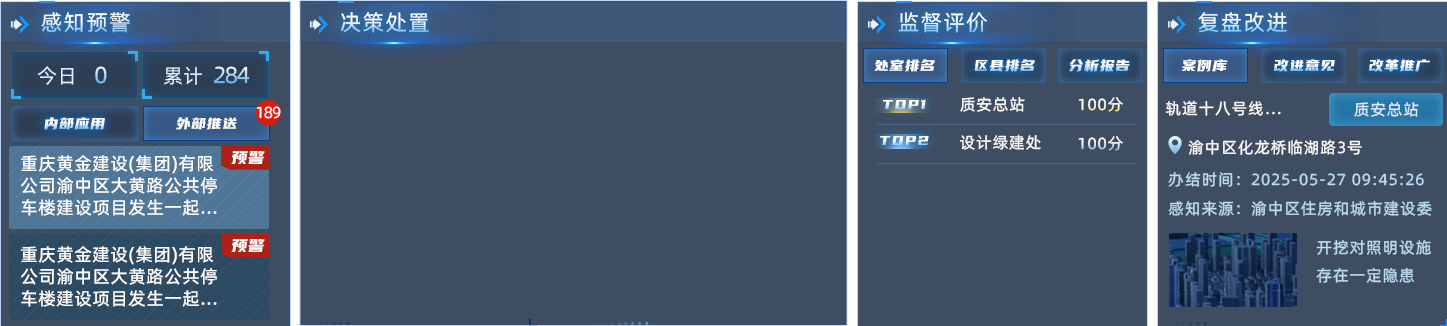 感知预警
今日 0 累计 284
内部应用 外部推送 189
预警
重庆黄金建设(集团)有限
公司渝中区大黄路公共停
车楼建设项目发生一起...
预警
重庆黄金建设(集团)有限
公司渝中区大黄路公共停
车楼建设项目发生一起...
决策处置
监督评价
处室排名 区县排名 分析报告
TOP1 质安总站 100分
TOP2 设计绿建处 100分
复盘改进
案例库 改进意见 改革推广
轨道十八号线... 质安总站
渝中区化龙桥临湖路3号
办结时间：2025-05-27 09:45:26
感知来源：渝中区住房和城市建设委
开挖对照明设施
存在一定隐患